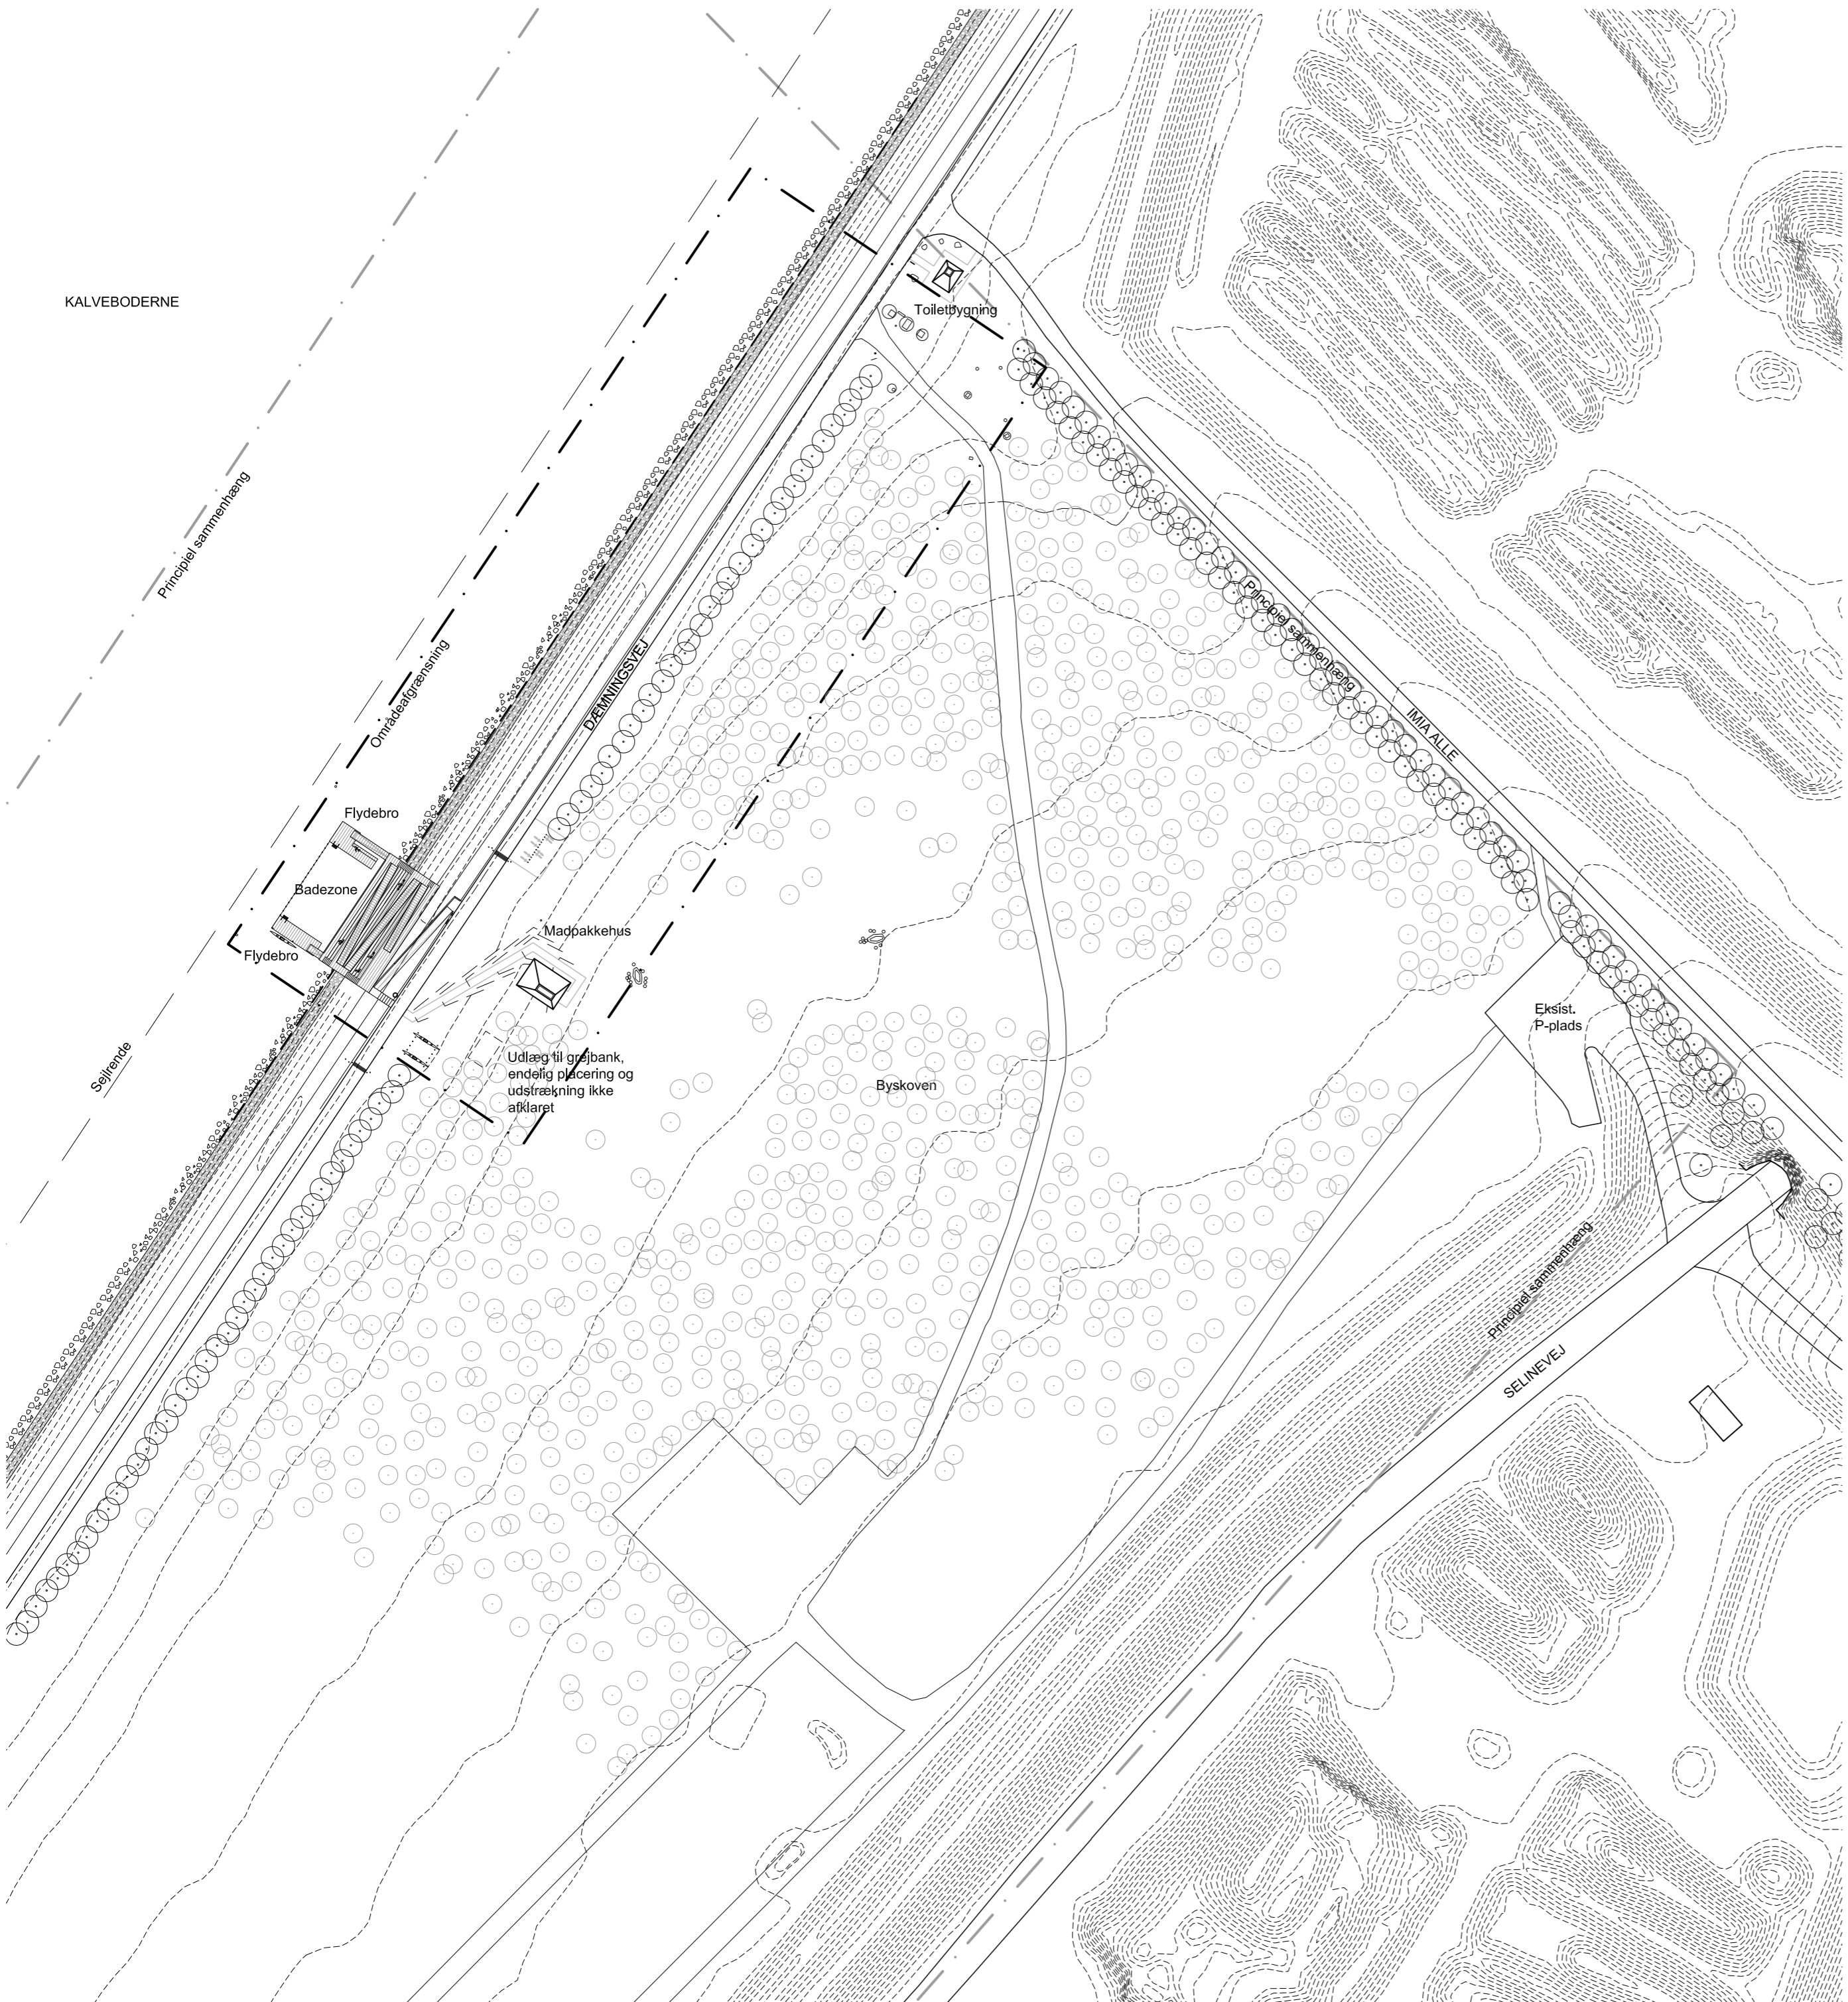 KALVEBODERNE
Toiletbygning
Principiel sammenhæng
Områdeafgrænsning
DÆMNINGSVEJ
Principiel sammenhæng
IMIA ALLE
Flydebro
Badezone
Madpakkehus
Flydebro
Sejlrende
Eksist.
P-plads
Udlæg til grejbank,
endelig placering og
udstrækning ikke
afklaret
Byskoven
Principiel sammenhæng
SELINEVEJ